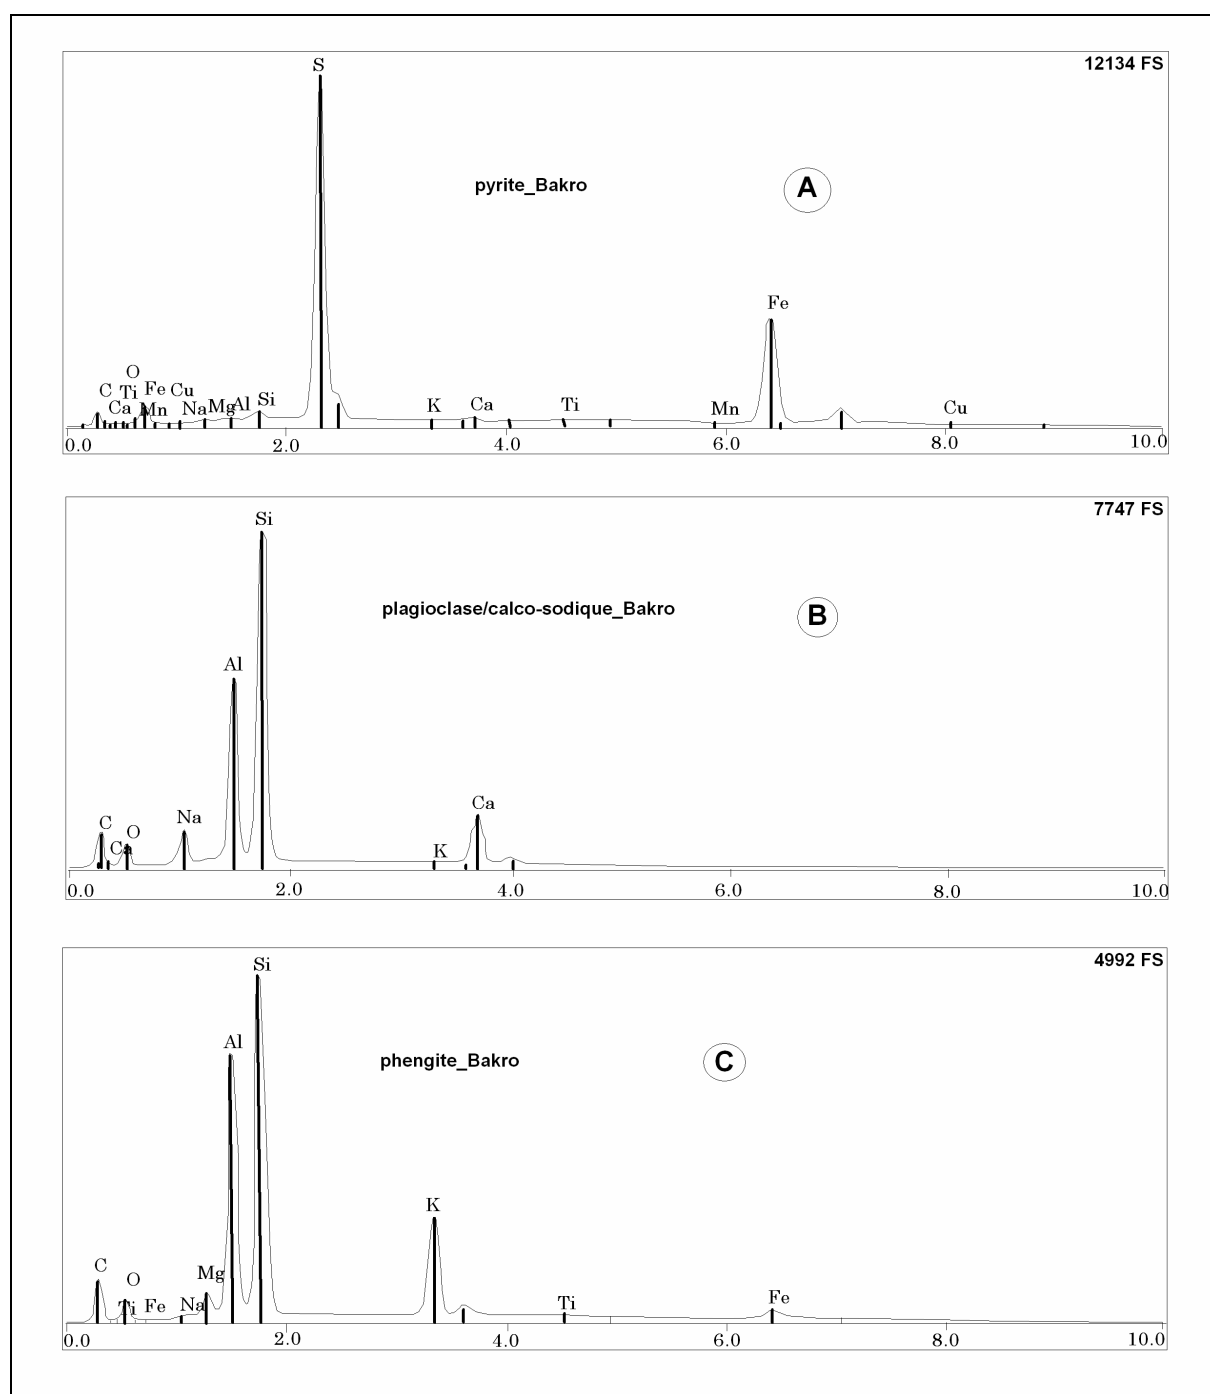 12134 FS
S
pyrite_Bakro
A
Fe
O
C Ti Fe Cu
Ca Mn Na Mg Al Si K Ca Ti Mn Cu
0.0 2.0 4.0 6.0 8.0 10.0
7747 FS
Si
plagioclase/calco-sodique_Bakro
B
Al
Ca
Na
C O
Ca K
0.0 2.0 4.0 6.0 8.0 10.0
4992 FS
Si
Al
phengite_Bakro
C
K
C
O Mg
Ti Fe Na Ti Fe
0.0 2.0 4.0 6.0 8.0 10.0